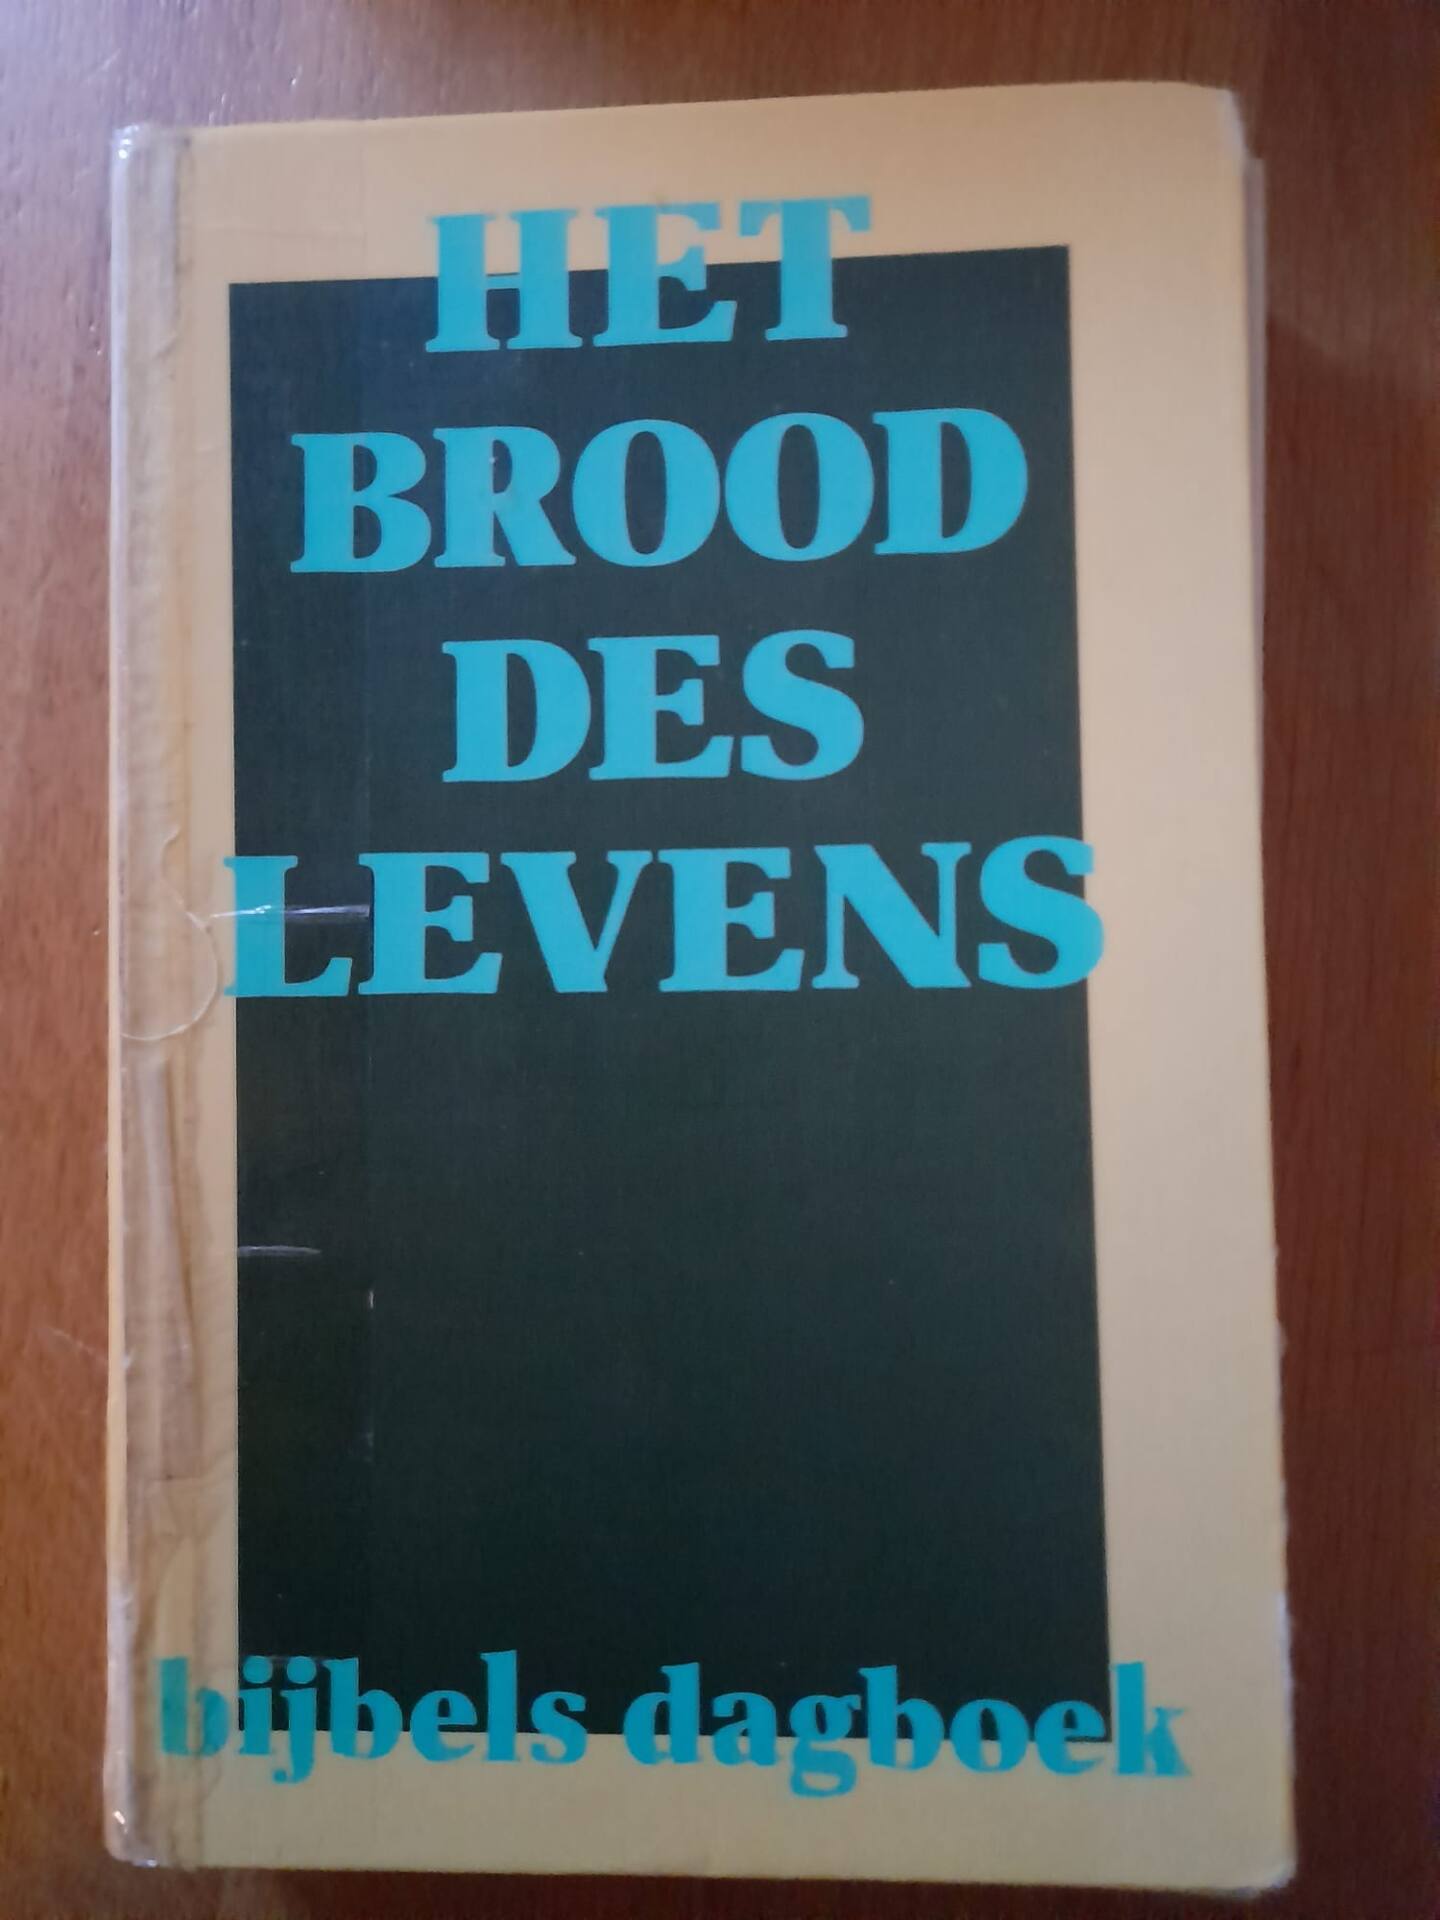 HET
BROOD
DES
LEVENS
bijbels dagboek